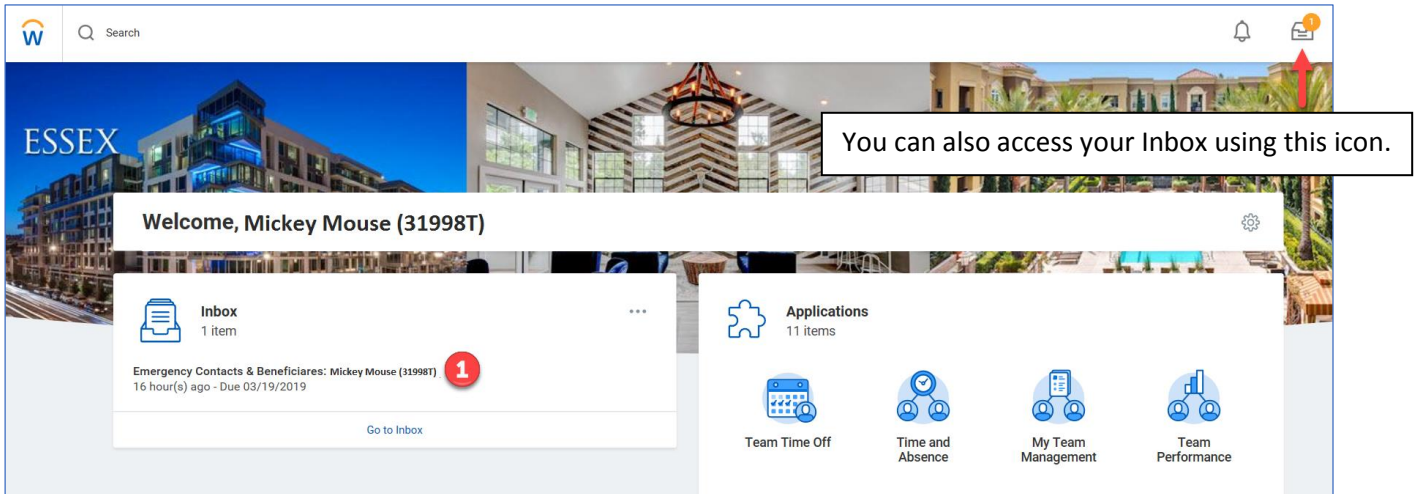 W
Search
1
ESSEX
You can also access your Inbox using this icon.
Welcome, Mickey Mouse (31998T)
Inbox
1 item
Emergency Contacts & Beneficiares: Mickey Mouse (31998T)
1
16 hour(s) ago - Due 03/19/2019
Go to Inbox
Applications
11 items
Team Time Off
Time and
Absence
My Team
Management
Team
Performance